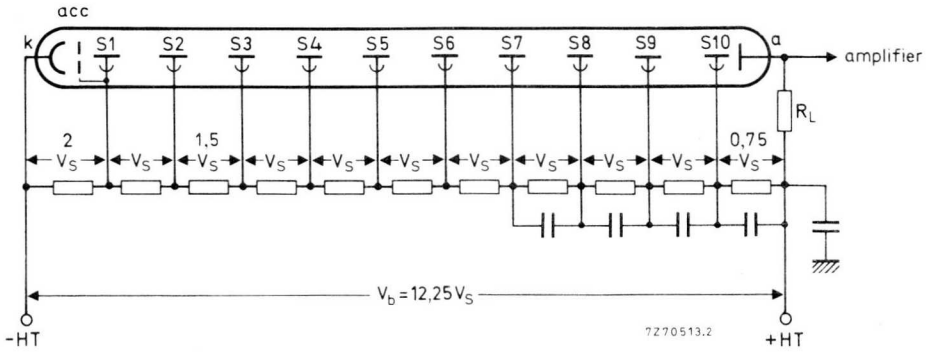 acc
k S1 S2 S3 S4 S5 S6 S7 S8 S9 S10 a
amplifier
R_L
2 1,5 0,75
V_S V_S V_S V_S V_S V_S V_S V_S V_S V_S V_S
V_b = 12,25 V_S
7Z70513.2
-HT +HT